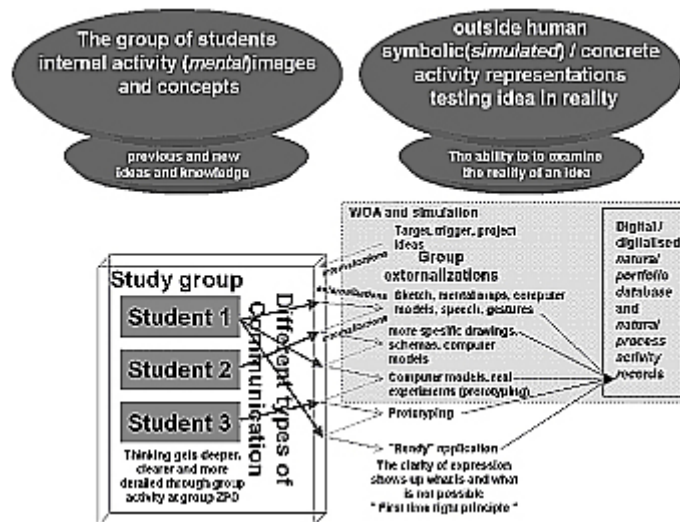 The group of students
internal activity (mental)images
and concepts
previous and new
ideas and knowledge
outside human
symbolic(simulated) / concrete
activity representations
testing idea in reality
The ability to to examine
the reality of an idea
WOA and simulation
Target, trigger, project
ideas
Group
externalizations
Sketch, mentalmaps, computer
models, speech, gestures
more spesific drawings,
schemas, computer
models
Computer models, real
experiments (prototyping)
Prototyping
"Ready" application
The clarity of expression
shows up what is and what
is not possible
"First time right principle"
Digital/
digitalised
natural
portfolio
database
and
natural
process
activity
records
Study group
Student 1
Student 2
Student 3
Thinking gets deeper,
clearer and more
derailed through group
activity at group ZPD
Different types of
Communication
externalizations